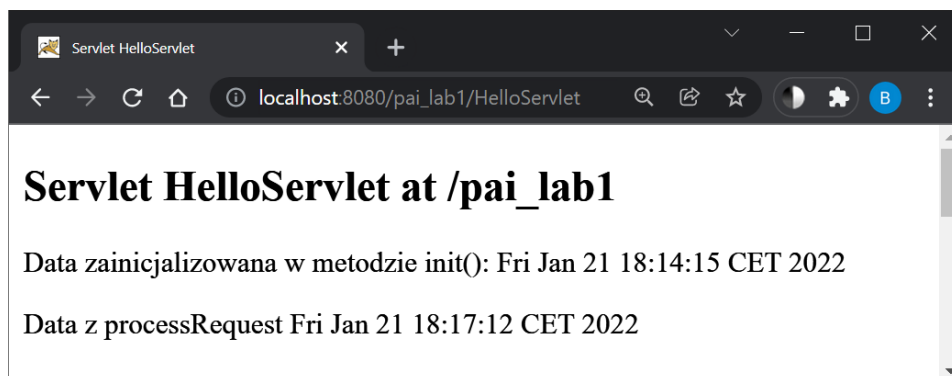 Servlet HelloServlet
localhost:8080/pai_lab1/HelloServlet
B
Servlet HelloServlet at /pai_lab1
Data zainicjalizowana w metodzie init(): Fri Jan 21 18:14:15 CET 2022
Data z processRequest Fri Jan 21 18:17:12 CET 2022